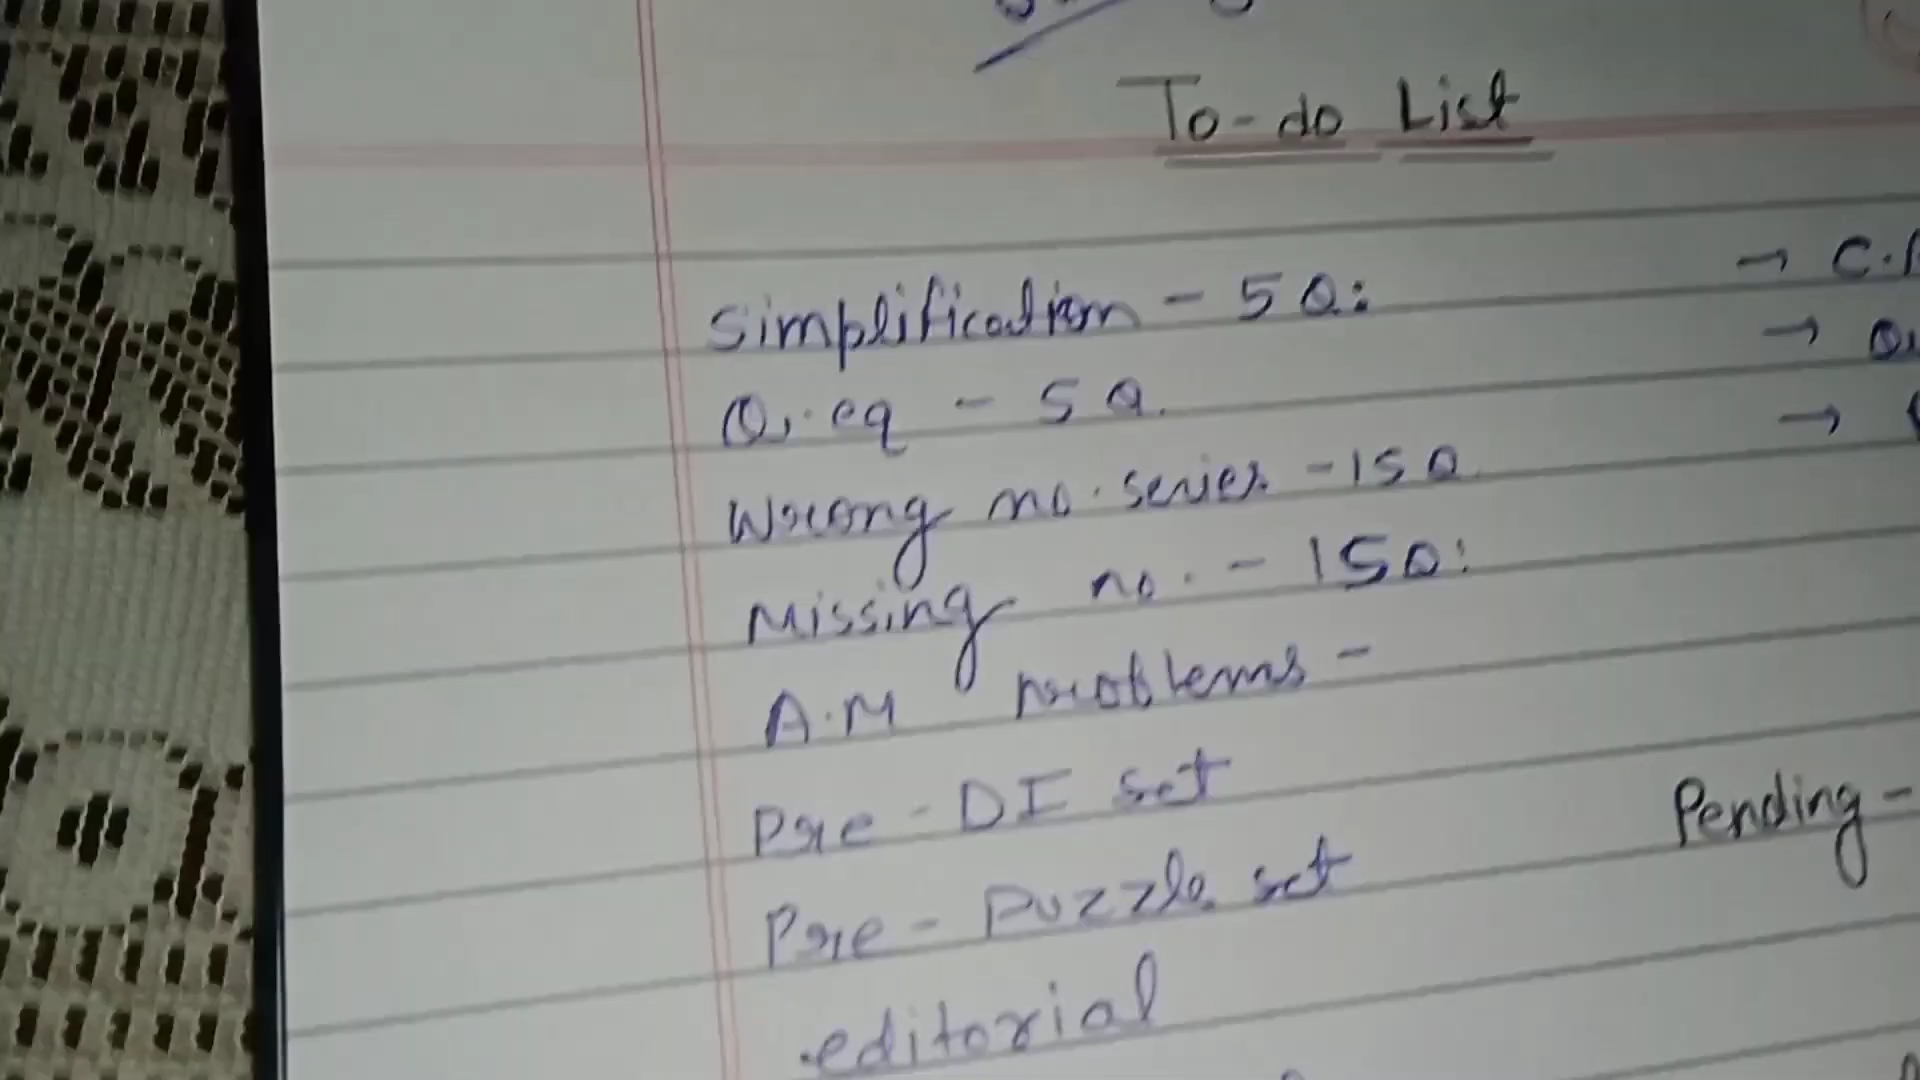 To-do List
Simplification - 5Q:
Q. eq - 5Q.
Wrong no. series - 15Q
Missing no. - 15Q:
A.M problems -
Pre - DI set
Pre - Puzzle set
editorial
→ C.
→ Q
→
Pending -